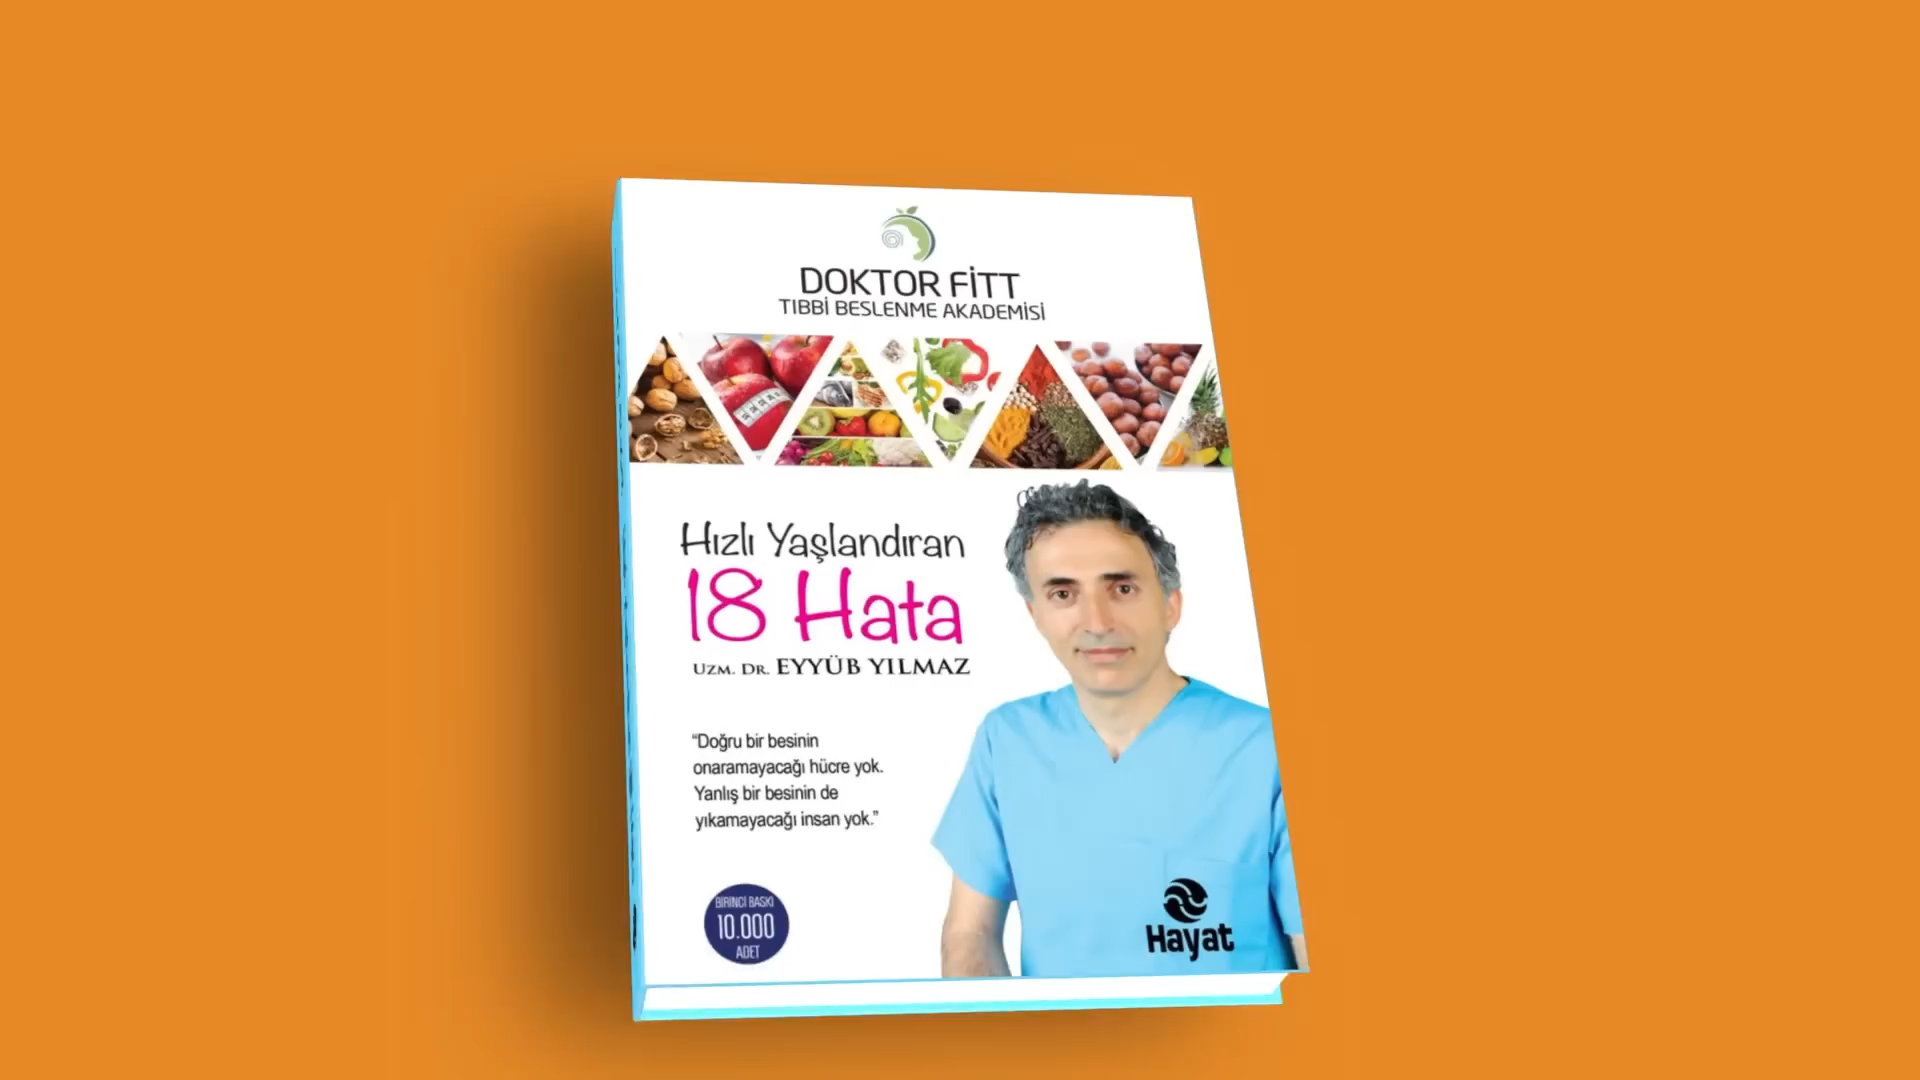 DOKTOR FİTT
TIBBİ BESLENME AKADEMİSİ
Hızlı Yaşlandıran
18 Hata
UZM. DR. EYYÜB YILMAZ
“Doğru bir besinin
onaramayacağı hücre yok.
Yanlış bir besinin de
yıkamayacağı insan yok.”
BİRİNCİ BASKI
10.000
ADET
Hayat